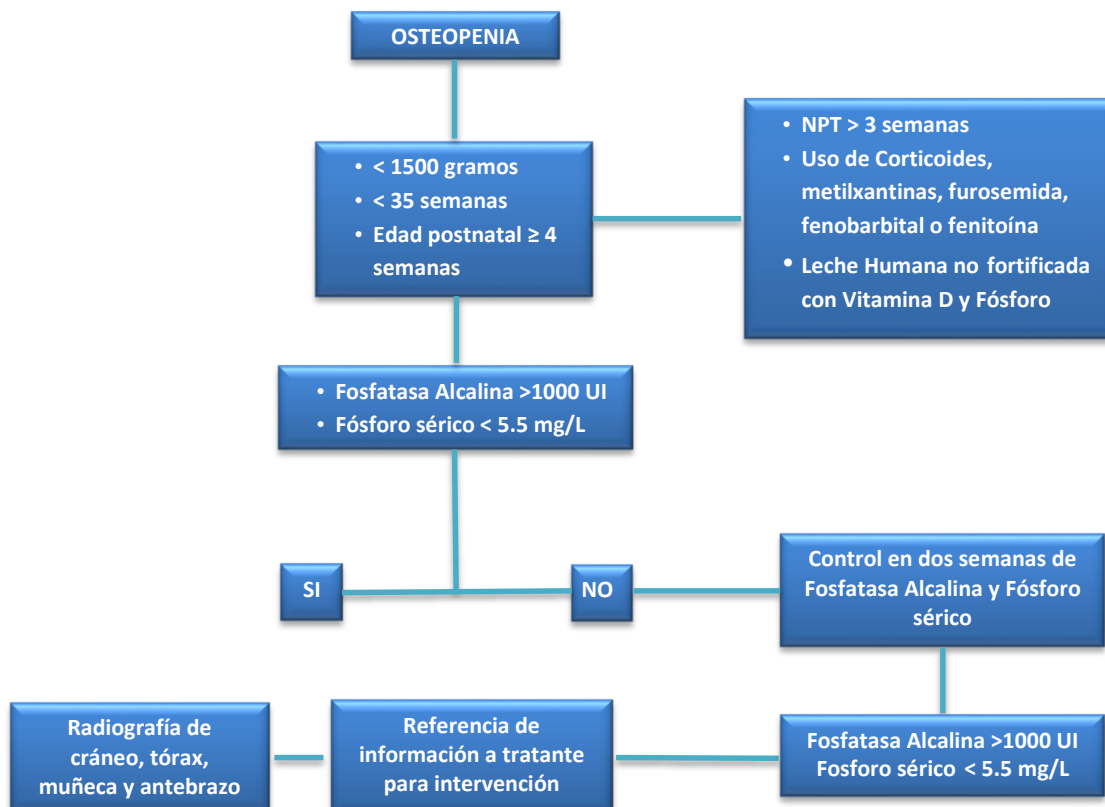 OSTEOPENIA
• < 1500 gramos
• < 35 semanas
• Edad postnatal ≥ 4
semanas
• NPT > 3 semanas
• Uso de Corticoides,
metilxantinas, furosemida,
fenobarbital o fenitoína
• Leche Humana no fortificada
con Vitamina D y Fósforo
• Fosfatasa Alcalina >1000 UI
• Fósforo sérico < 5.5 mg/L
SI
NO
Control en dos semanas de
Fosfatasa Alcalina y Fósforo
sérico
Radiografía de
cráneo, tórax,
muñeca y antebrazo
Referencia de
información a tratante
para intervención
Fosfatasa Alcalina >1000 UI
Fosforo sérico < 5.5 mg/L